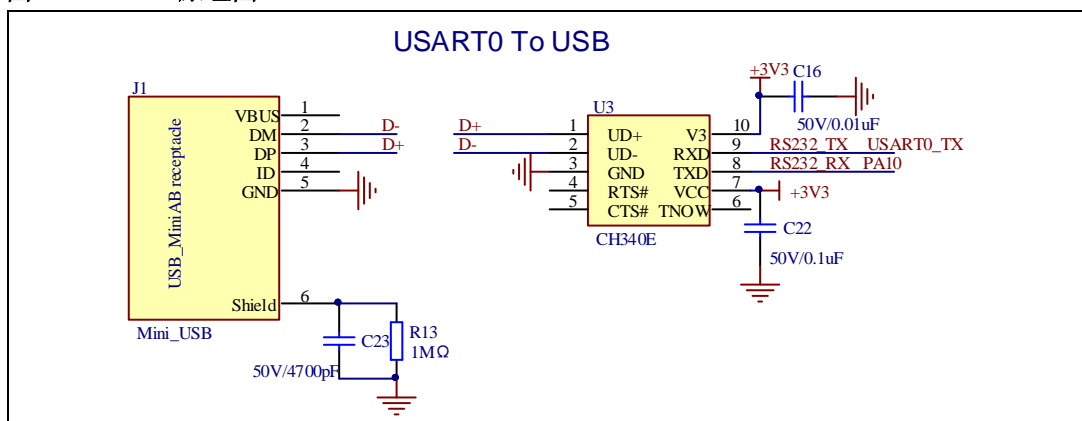 USART0 To USB
J1
VBUS 1
DM 2 D-
DP 3 D+
ID 4
GND 5
USB_MiniAB receptacle
Shield 6
Mini_USB
C23
50V/4700pF
R13
1MΩ
U3
D+ 1 UD+
D- 2 UD-
3 GND
4 RTS#
5 CTS#
V3 10
RXD 9 RS232_TX USART0_TX
TXD 8 RS232_RX PA10
VCC 7 +3V3
TNOW 6
CH340E
+3V3 C16
50V/0.01uF
C22
50V/0.1uF